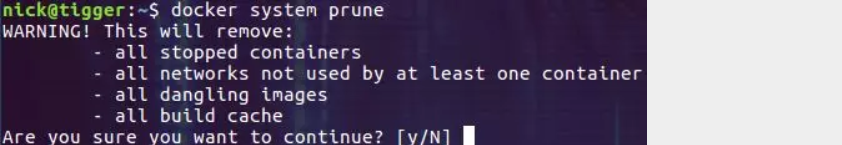 nick@tigger:~$ docker system prune
WARNING! This will remove:
- all stopped containers
- all networks not used by at least one container
- all dangling images
- all build cache
Are you sure you want to continue? [y/N]